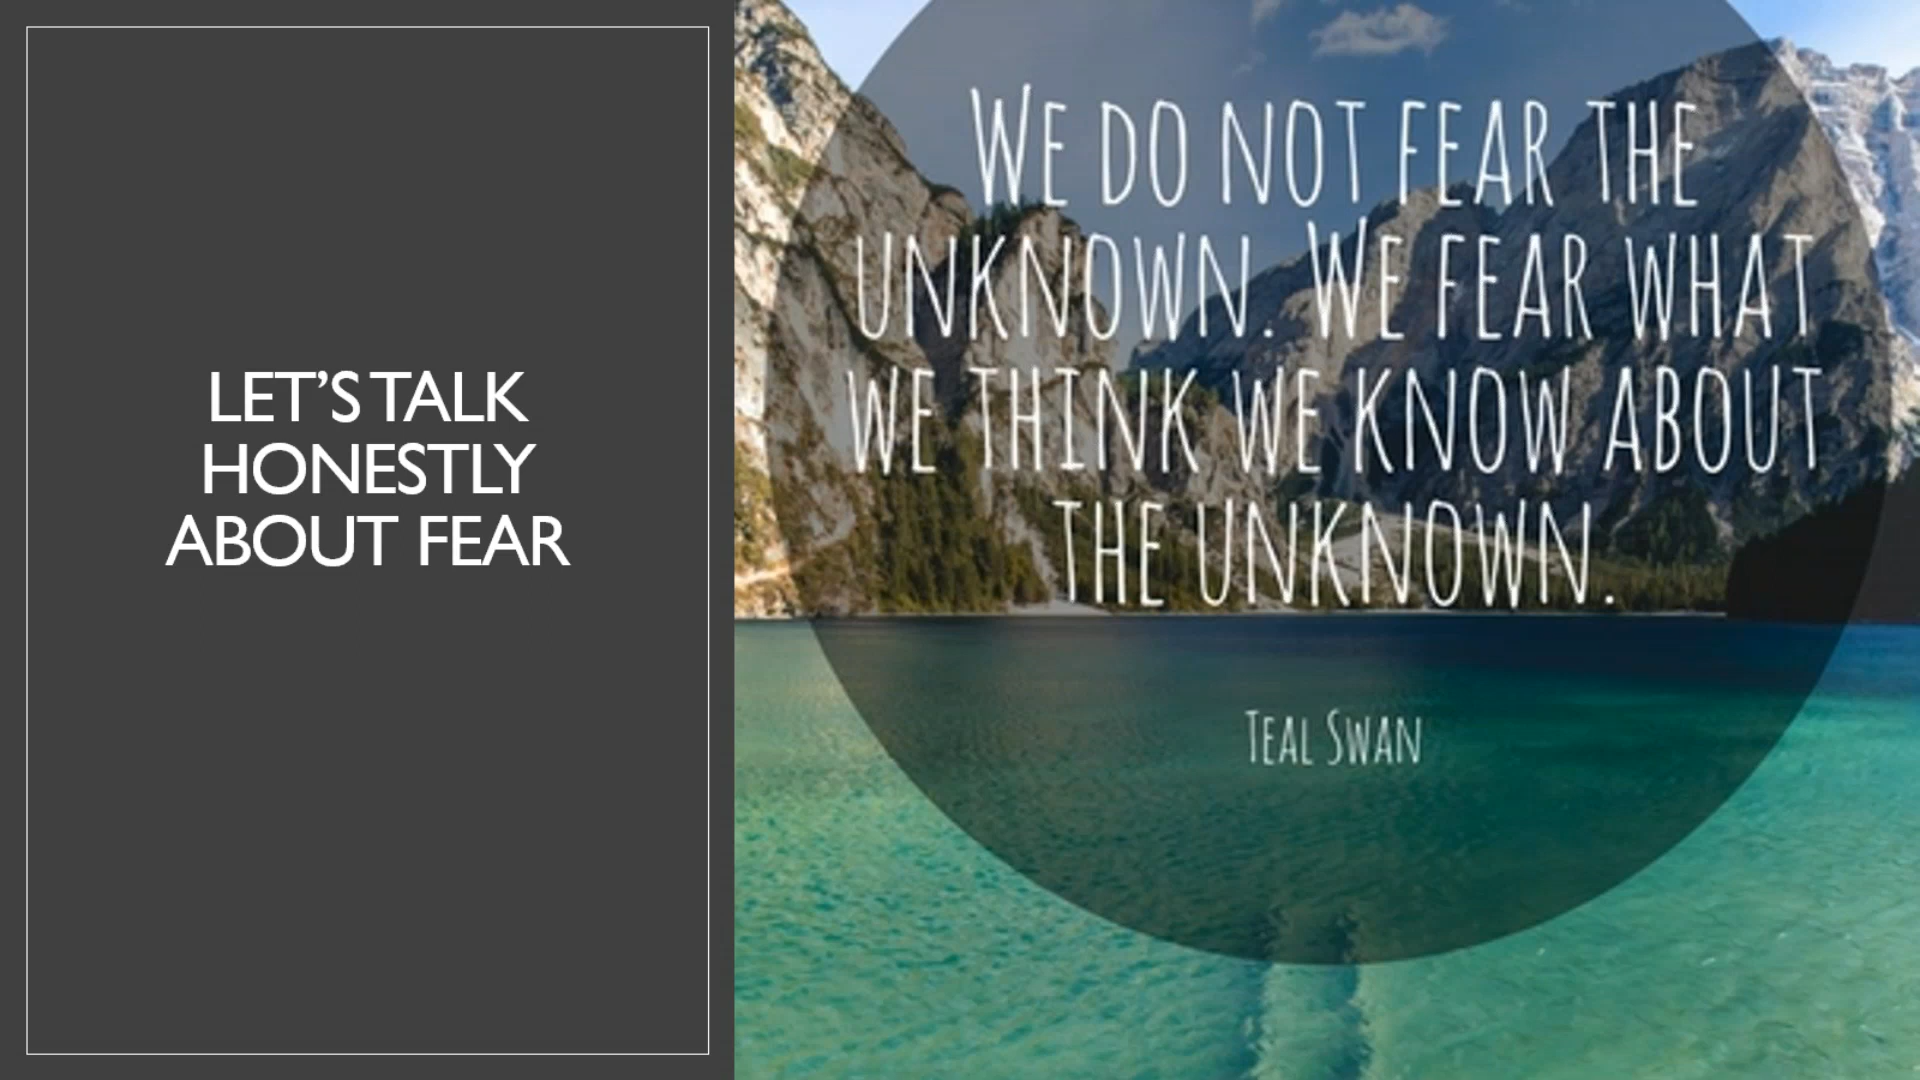 LET’S TALK
HONESTLY
ABOUT FEAR
WE DO NOT FEAR THE
UNKNOWN. WE FEAR WHAT
WE THINK WE KNOW ABOUT
THE UNKNOWN.
TEAL SWAN